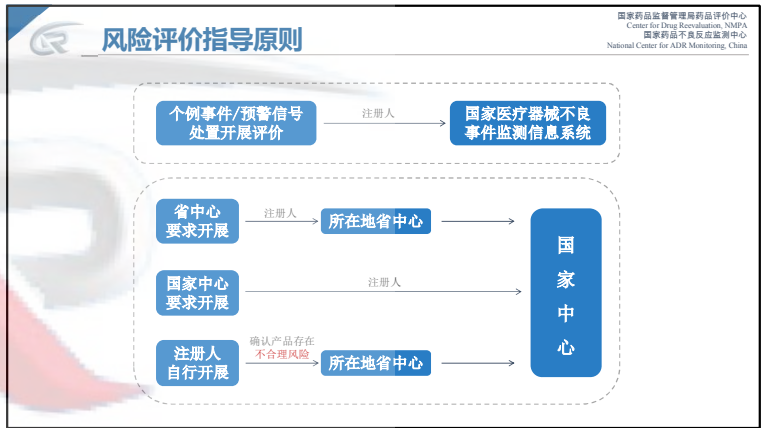 国家药品监督管理局药品评价中心
Center for Drug Reevaluation, NMPA
国家药品不良反应监测中心
National Center for ADR Monitoring, China
CR
风险评价指导原则
个例事件/预警信号
处置开展评价
注册人
国家医疗器械不良
事件监测信息系统
省中心
要求开展
注册人
所在地省中心
国家中心
要求开展
注册人
注册人
自行开展
确认产品存在
不合理风险
所在地省中心
国
家
中
心